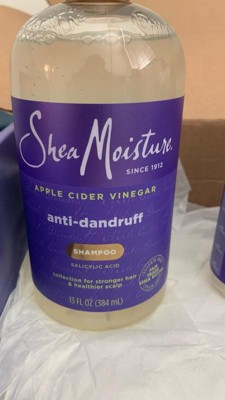 Shea Moisture.
SINCE 1912
APPLE CIDER VINEGAR
anti-dandruff
SHAMPOO
SALICYLIC ACID
collection for stronger hair
& healthier scalp
13 FL OZ (384 mL)